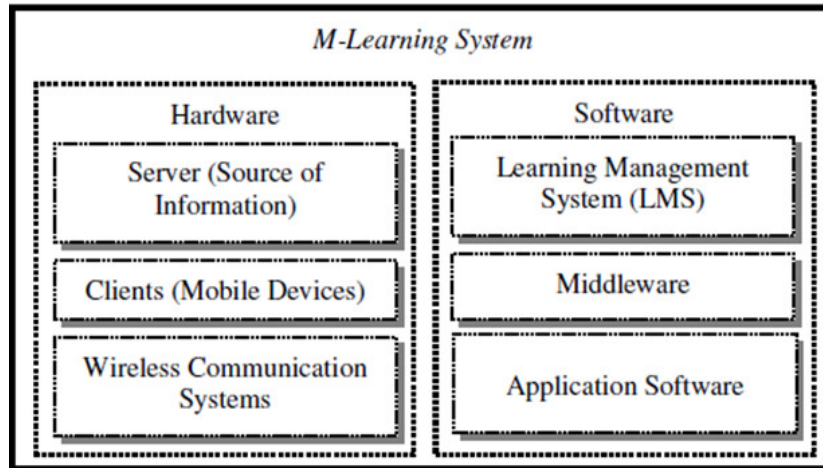 M-Learning System
Hardware
Server (Source of
Information)
Clients (Mobile Devices)
Wireless Communication
Systems
Software
Learning Management
System (LMS)
Middleware
Application Software